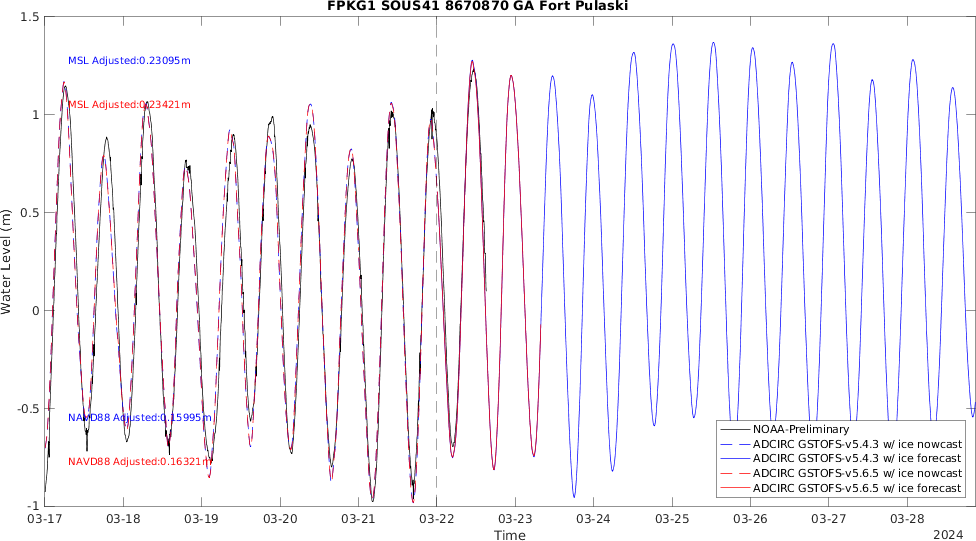 FPKG1 SOUS41 8670870 GA Fort Pulaski
1.5
MSL Adjusted:0.23095m
MSL Adjusted:0.23421m
1
0.5
Water Level (m)
0
-0.5
NAVD88 Adjusted:0.15995m
NOAA-Preliminary
ADCIRC GSTOFS-v5.4.3 w/ ice nowcast
ADCIRC GSTOFS-v5.4.3 w/ ice forecast
NAVD88 Adjusted:0.16321m
ADCIRC GSTOFS-v5.6.5 w/ ice nowcast
ADCIRC GSTOFS-v5.6.5 w/ ice forecast
-1
03-17 03-18 03-19 03-20 03-21 03-22 03-23 03-24 03-25 03-26 03-27 03-28
Time
2024